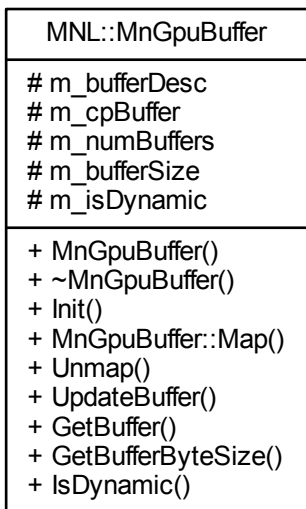 MNL::MnGpuBuffer
# m_bufferDesc
# m_cpBuffer
# m_numBuffers
# m_bufferSize
# m_isDynamic
+ MnGpuBuffer()
+ ~MnGpuBuffer()
+ Init()
+ MnGpuBuffer::Map()
+ Unmap()
+ UpdateBuffer()
+ GetBuffer()
+ GetBufferByteSize()
+ IsDynamic()